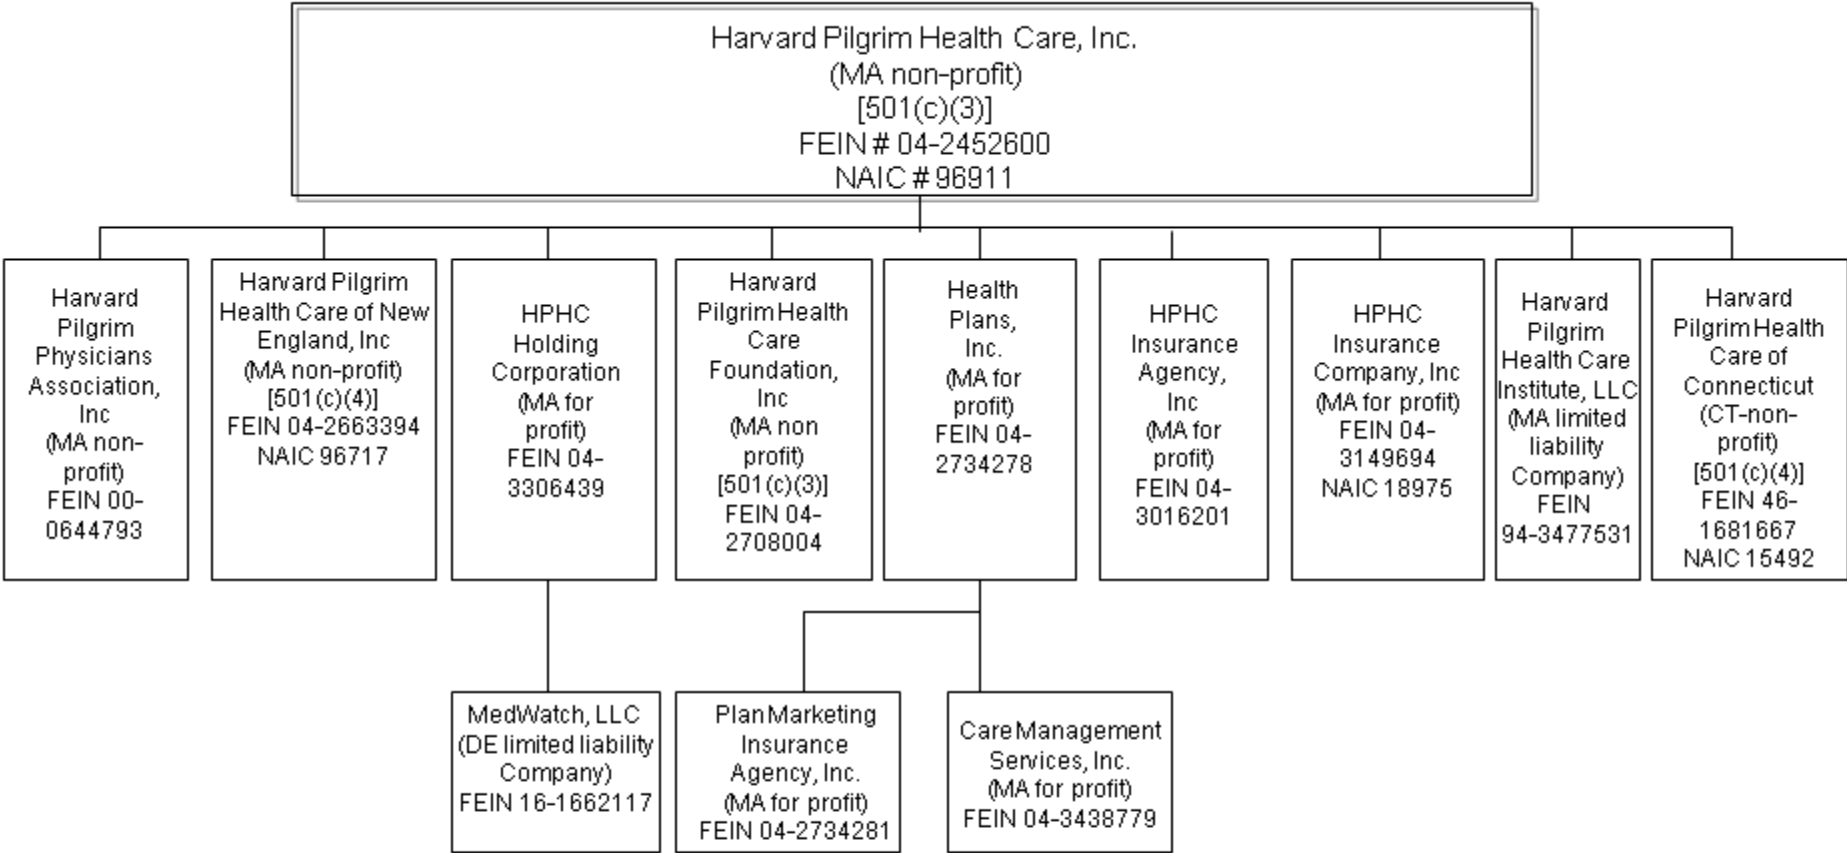 Harvard Pilgrim Health Care, Inc.
(MA non-profit)
[501(c)(3)]
FEIN # 04-2452600
NAIC # 96911
Harvard
Pilgrim
Physicians
Association,
Inc
(MA non-
profit)
FEIN 00-
0644793
Harvard Pilgrim
Health Care of New
England, Inc
(MA non-profit)
[501(c)(4)]
FEIN 04-2663394
NAIC 96717
HPHC
Holding
Corporation
(MA for
profit)
FEIN 04-
3306439
Harvard
Pilgrim Health
Care
Foundation,
Inc
(MA non
profit)
[501(c)(3)]
FEIN 04-
2708004
Health
Plans,
Inc.
(MA for
profit)
FEIN 04-
2734278
HPHC
Insurance
Agency,
Inc
(MA for
profit)
FEIN 04-
3016201
HPHC
Insurance
Company, Inc
(MA for profit)
FEIN 04-
3149694
NAIC 18975
Harvard
Pilgrim
Health Care
Institute, LLC
(MA limited
liability
Company)
FEIN
94-3477531
Harvard
Pilgrim Health
Care of
Connecticut
(CT-non-
profit)
[501(c)(4)]
FEIN 46-
1681667
NAIC 15492
MedWatch, LLC
(DE limited liability
Company)
FEIN 16-1662117
Plan Marketing
Insurance
Agency, Inc.
(MA for profit)
FEIN 04-2734281
Care Management
Services, Inc.
(MA for profit)
FEIN 04-3438779